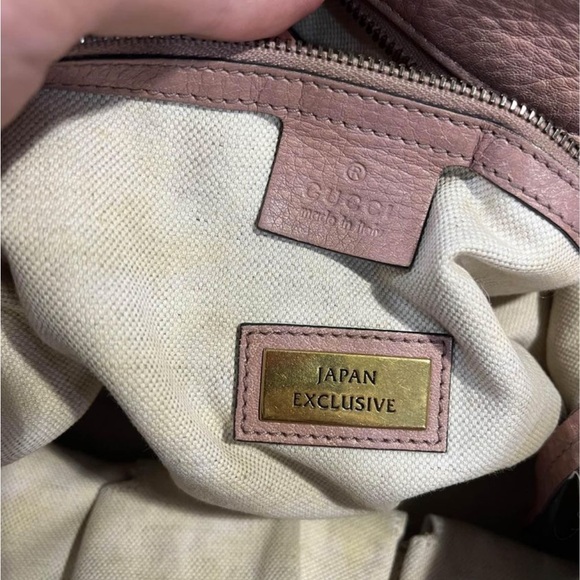 ®
GUCCI
made in Italy
JAPAN
EXCLUSIVE